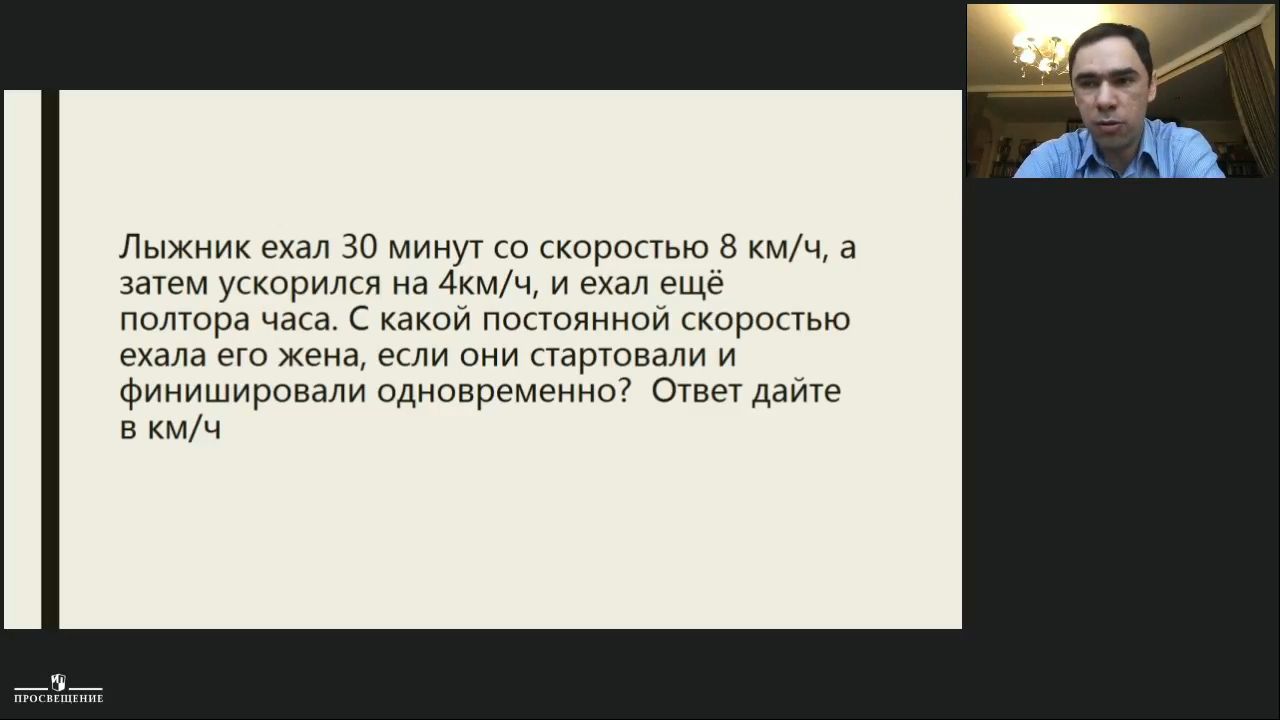 Лыжник ехал 30 минут со скоростью 8 км/ч, а
затем ускорился на 4км/ч, и ехал ещё
полтора часа. С какой постоянной скоростью
ехала его жена, если они стартовали и
финишировали одновременно?  Ответ дайте
в км/ч
ПРОСВЕЩЕНИЕ